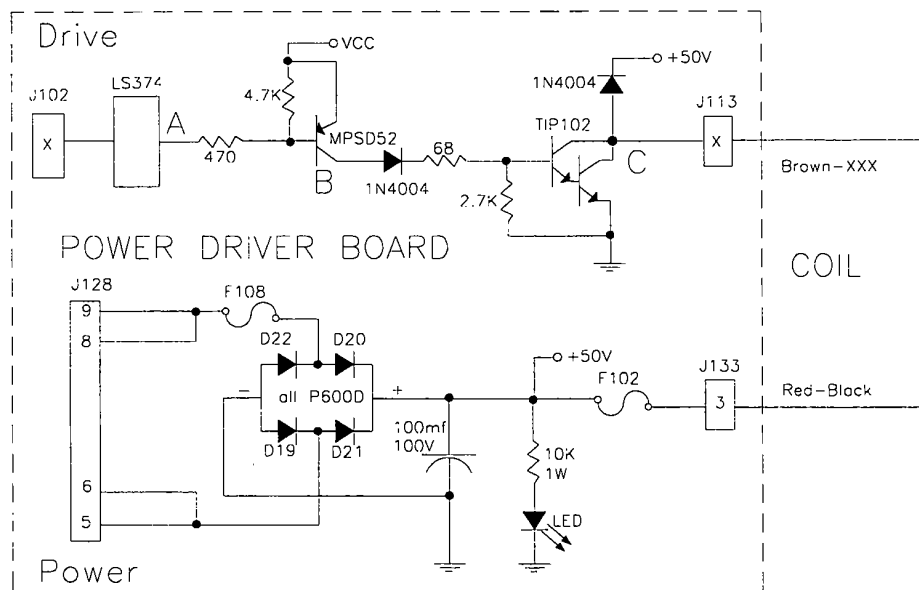 Drive
VCC
+50V
LS374
J102
4.7K
1N4004
J113
A
X
MPSD52
TIP102
X
470
B
1N4004
68
C
2.7K
Brown-XXX
POWER DRIVER BOARD
COIL
J128
9
8
F108
D22
D20
+50V
J133
F102
-
all P600D
+
3
Red-Black
D19
D21
100mf
100V
10K
1W
6
5
LED
Power